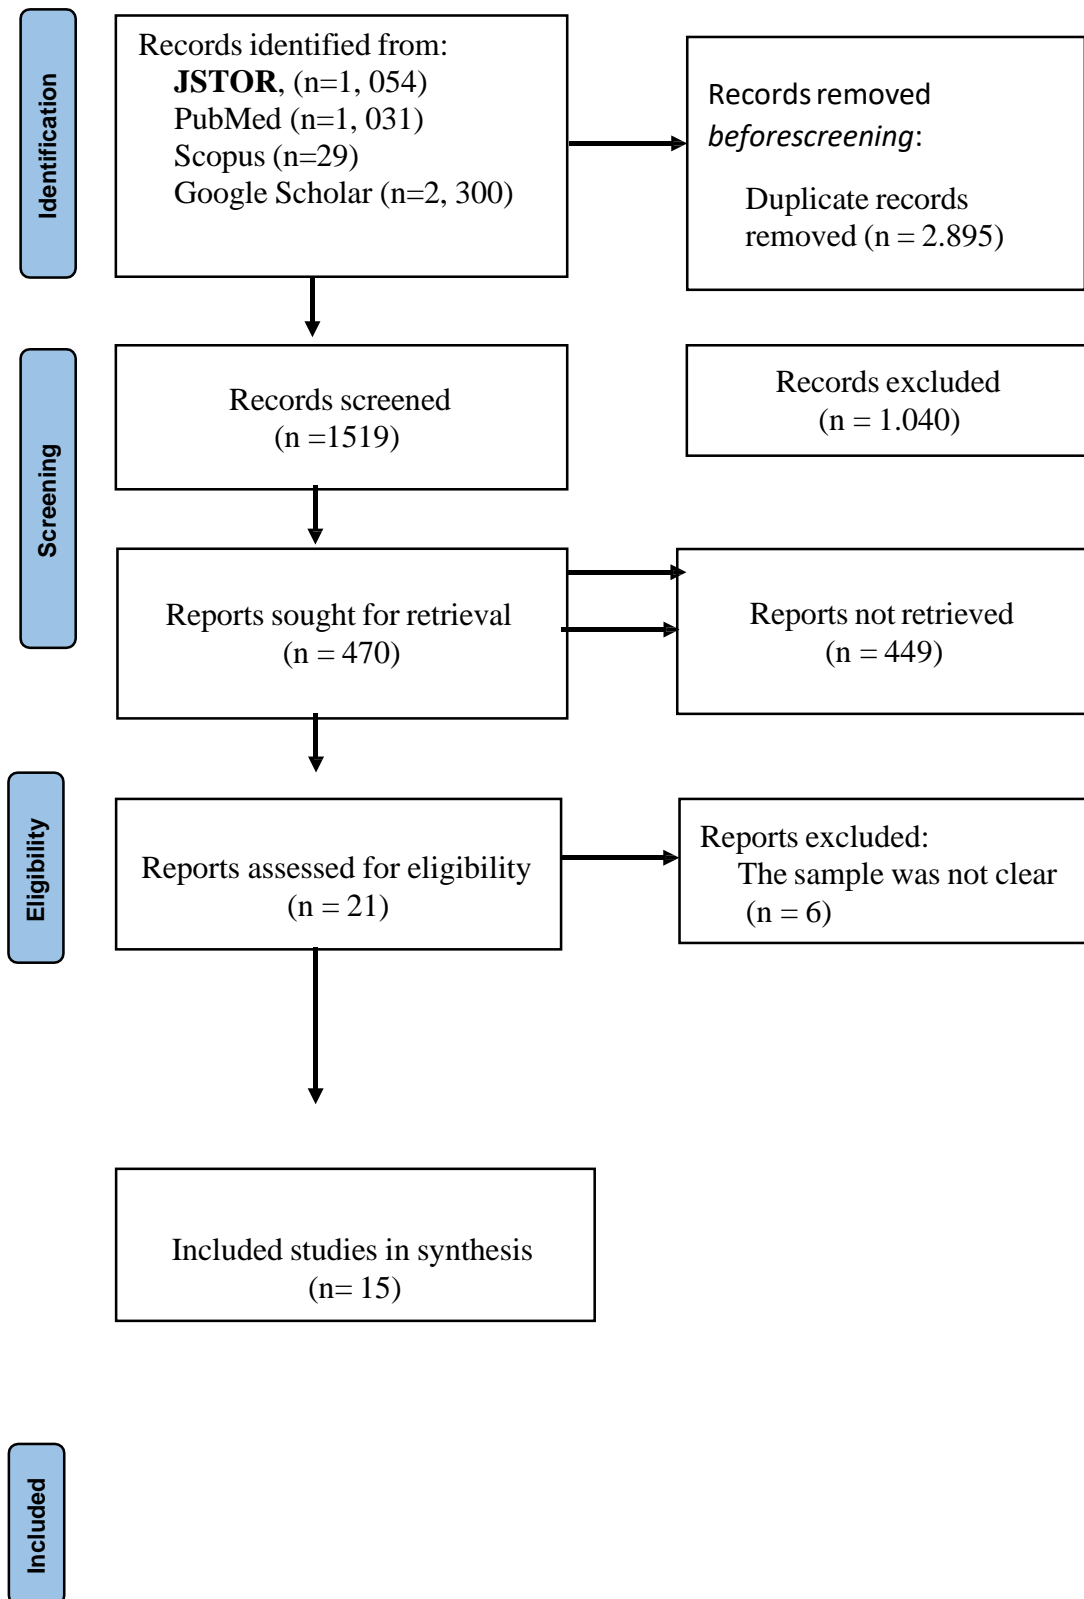 Identification
Records identified from:
JSTOR, (n=1, 054)
PubMed (n=1, 031)
Scopus (n=29)
Google Scholar (n=2, 300)
Records removed
beforescreening:
Duplicate records
removed (n = 2.895)
Screening
Records screened
(n =1519)
Records excluded
(n = 1.040)
Reports sought for retrieval
(n = 470)
Reports not retrieved
(n = 449)
Eligibility
Reports assessed for eligibility
(n = 21)
Reports excluded:
The sample was not clear
(n = 6)
Included studies in synthesis
(n= 15)
Included